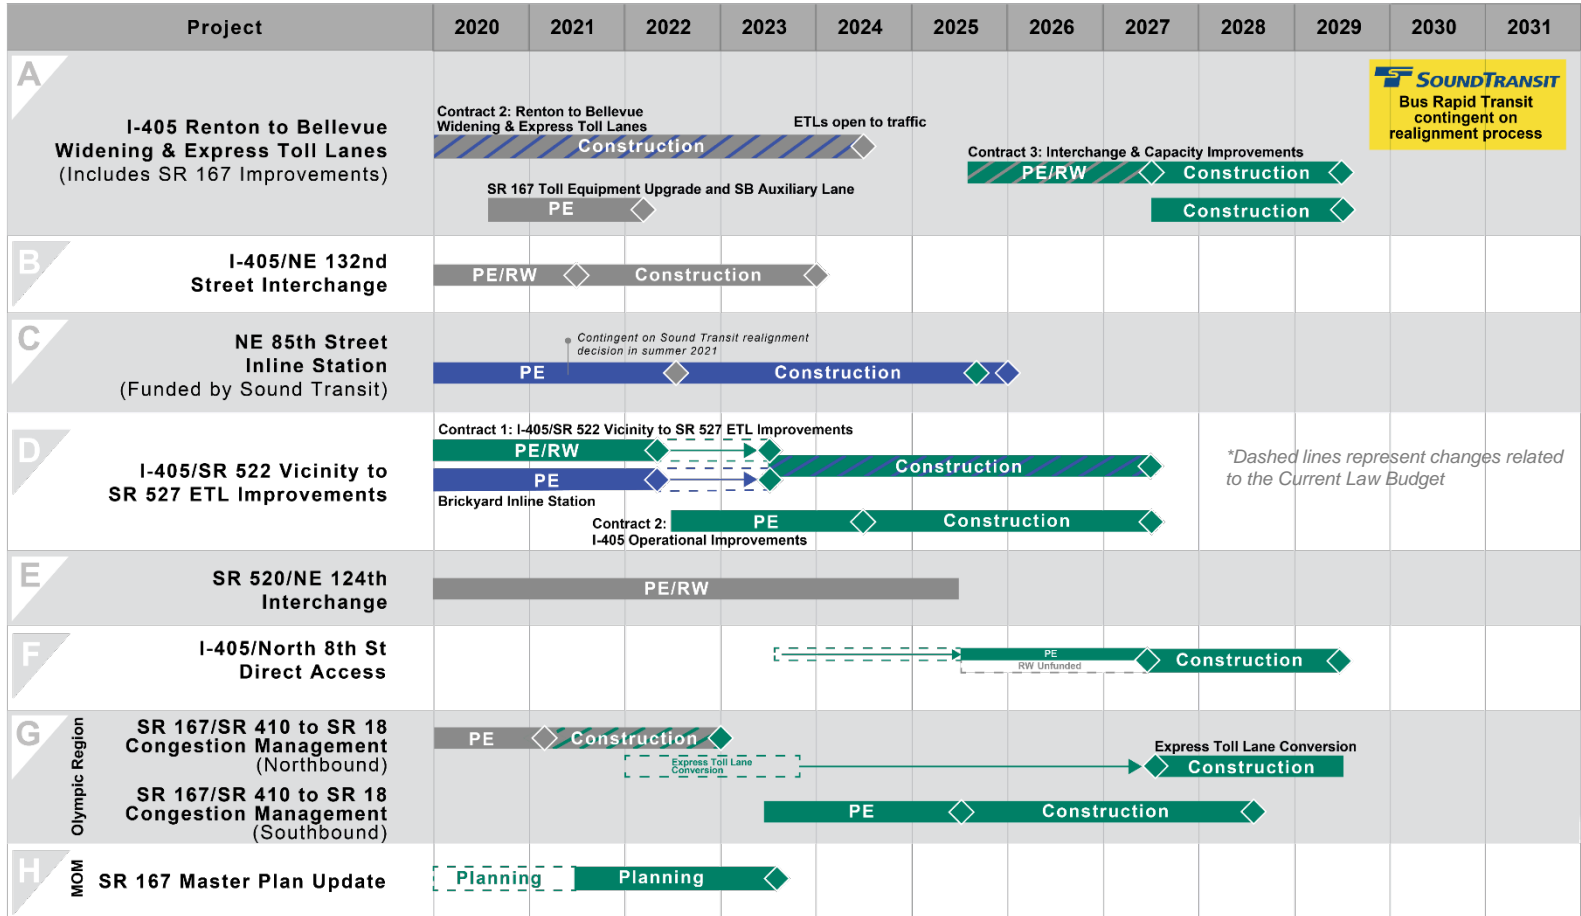 Project 2020 2021 2022 2023 2024 2025 2026 2027 2028 2029 2030 2031
A
I-405 Renton to Bellevue
Widening & Express Toll Lanes
(Includes SR 167 Improvements)
Contract 2: Renton to Bellevue
Widening & Express Toll Lanes
ETLs open to traffic
Construction
SR 167 Toll Equipment Upgrade and SB Auxiliary Lane
PE
Contract 3: Interchange & Capacity Improvements
PE/RW Construction
Construction
SOUNDTRANSIT
Bus Rapid Transit
contingent on
realignment process
B
I-405/NE 132nd
Street Interchange
PE/RW Construction
C
NE 85th Street
Inline Station
(Funded by Sound Transit)
Contingent on Sound Transit realignment
decision in summer 2021
PE Construction
D
I-405/SR 522 Vicinity to
SR 527 ETL Improvements
Contract 1: I-405/SR 522 Vicinity to SR 527 ETL Improvements
PE/RW
Construction
PE
Brickyard Inline Station
Contract 2:
I-405 Operational Improvements
PE Construction
*Dashed lines represent changes related
to the Current Law Budget
E
SR 520/NE 124th
Interchange
PE/RW
F
I-405/North 8th St
Direct Access
PE
RW Unfunded
Construction
G
Olympic Region
SR 167/SR 410 to SR 18
Congestion Management
(Northbound)
PE Construction
Express Toll Lane
Conversion
Express Toll Lane Conversion
Construction
SR 167/SR 410 to SR 18
Congestion Management
(Southbound)
PE Construction
H
MOM
SR 167 Master Plan Update
Planning Planning